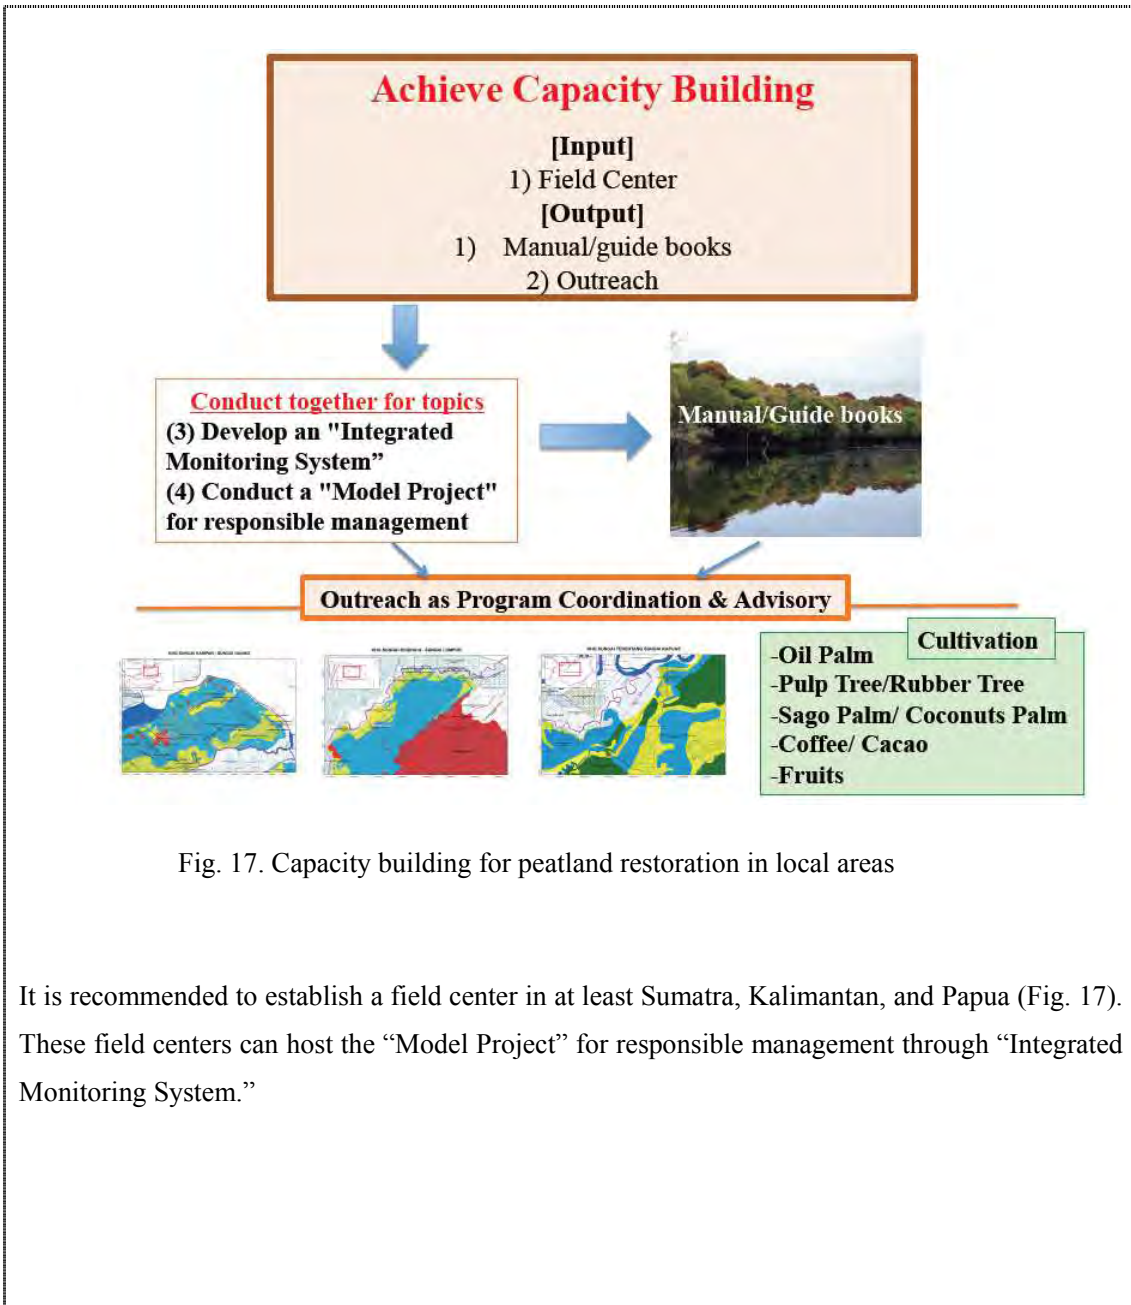 Achieve Capacity Building
[Input]
1) Field Center
[Output]
1) Manual/guide books
2) Outreach
Conduct together for topics
(3) Develop an "Integrated
Monitoring System”
(4) Conduct a "Model Project"
for responsible management
Manual/Guide books
Outreach as Program Coordination & Advisory
Cultivation
-Oil Palm
-Pulp Tree/Rubber Tree
-Sago Palm/ Coconuts Palm
-Coffee/ Cacao
-Fruits
Fig. 17. Capacity building for peatland restoration in local areas
It is recommended to establish a field center in at least Sumatra, Kalimantan, and Papua (Fig. 17).
These field centers can host the “Model Project” for responsible management through “Integrated
Monitoring System.”